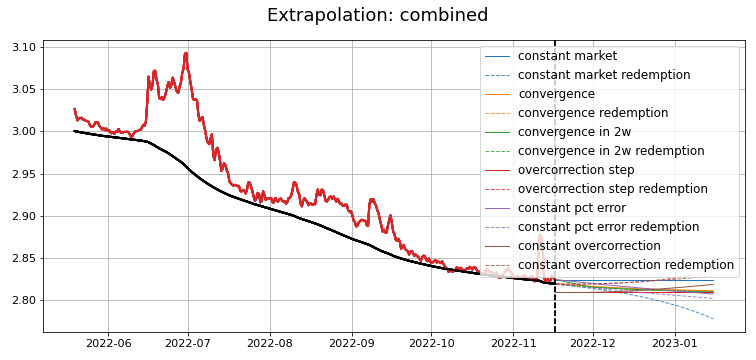 Extrapolation: combined
3.10
3.05
3.00
2.95
2.90
2.85
2.80
constant market
constant market redemption
convergence
convergence redemption
convergence in 2w
convergence in 2w redemption
overcorrection step
overcorrection step redemption
constant pct error
constant pct error redemption
constant overcorrection
constant overcorrection redemption
2022-06
2022-07
2022-08
2022-09
2022-10
2022-11
2022-12
2023-01